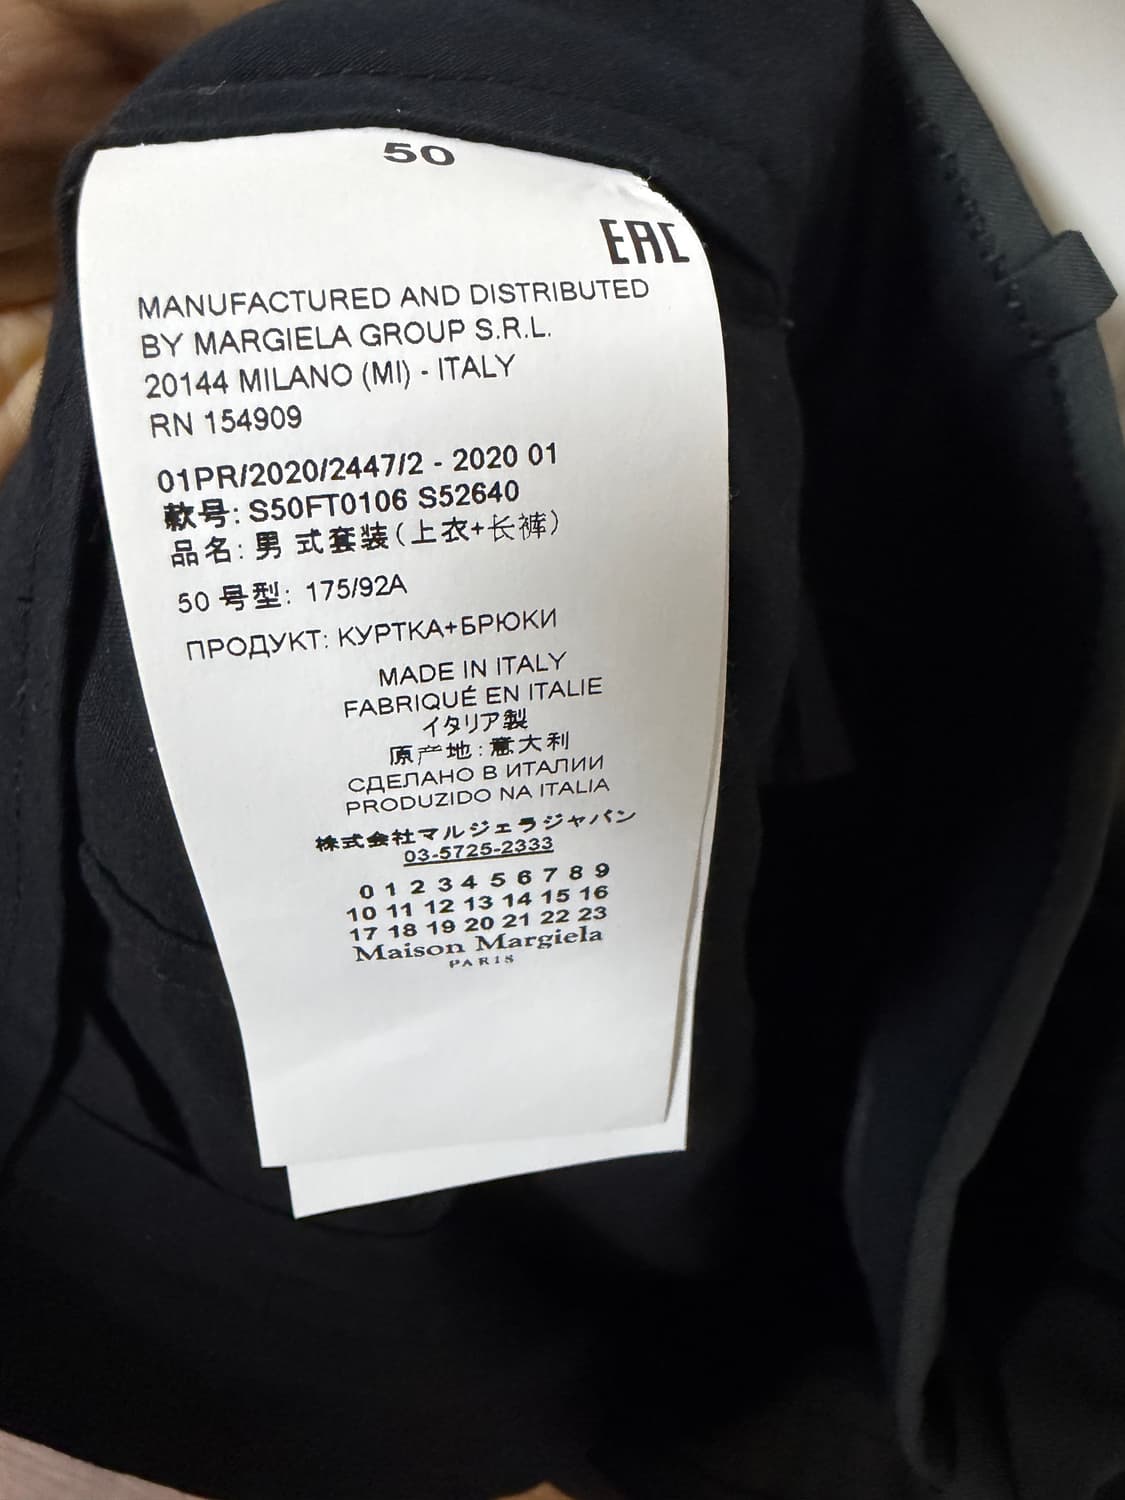 50
EAC
MANUFACTURED AND DISTRIBUTED
BY MARGIELA GROUP S.R.L.
20144 MILANO (MI) - ITALY
RN 154909
01PR/2020/2447/2 - 2020 01
款号: S50FT0106 S52640
品名: 男 式套装(上衣+长裤)
50 号型: 175/92A
ПРОДУКТ: КУРТКА+БРЮКИ
MADE IN ITALY
FABRIQUÉ EN ITALIE
イタリア製
原产地: 意大利
СДЕЛАНО В ИТАЛИИ
PRODUZIDO NA ITALIA
株式会社マルジェラジャパン
03-5725-2333
0 1 2 3 4 5 6 7 8 9
10 11 12 13 14 15 16
17 18 19 20 21 22 23
Maison Margiela
PARIS